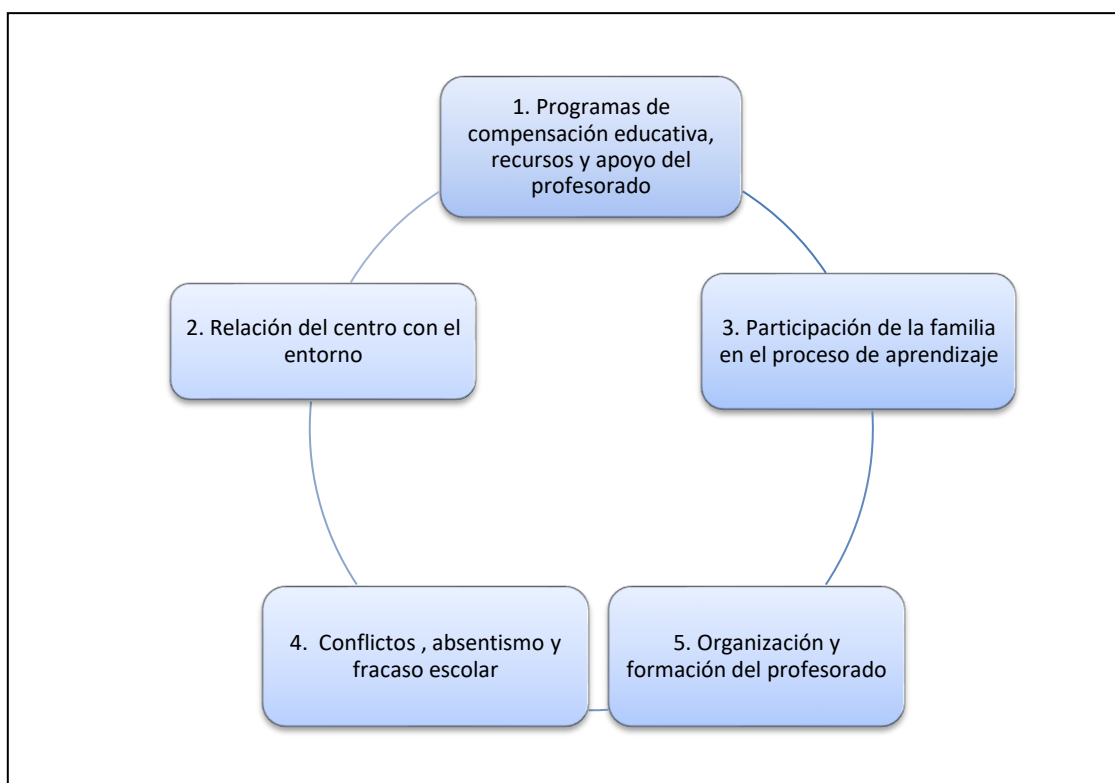 1. Programas de
compensación educativa,
recursos y apoyo del
profesorado
2. Relación del centro con el
entorno
3. Participación de la familia
en el proceso de aprendizaje
4. Conflictos , absentismo y
fracaso escolar
5. Organización y
formación del profesorado